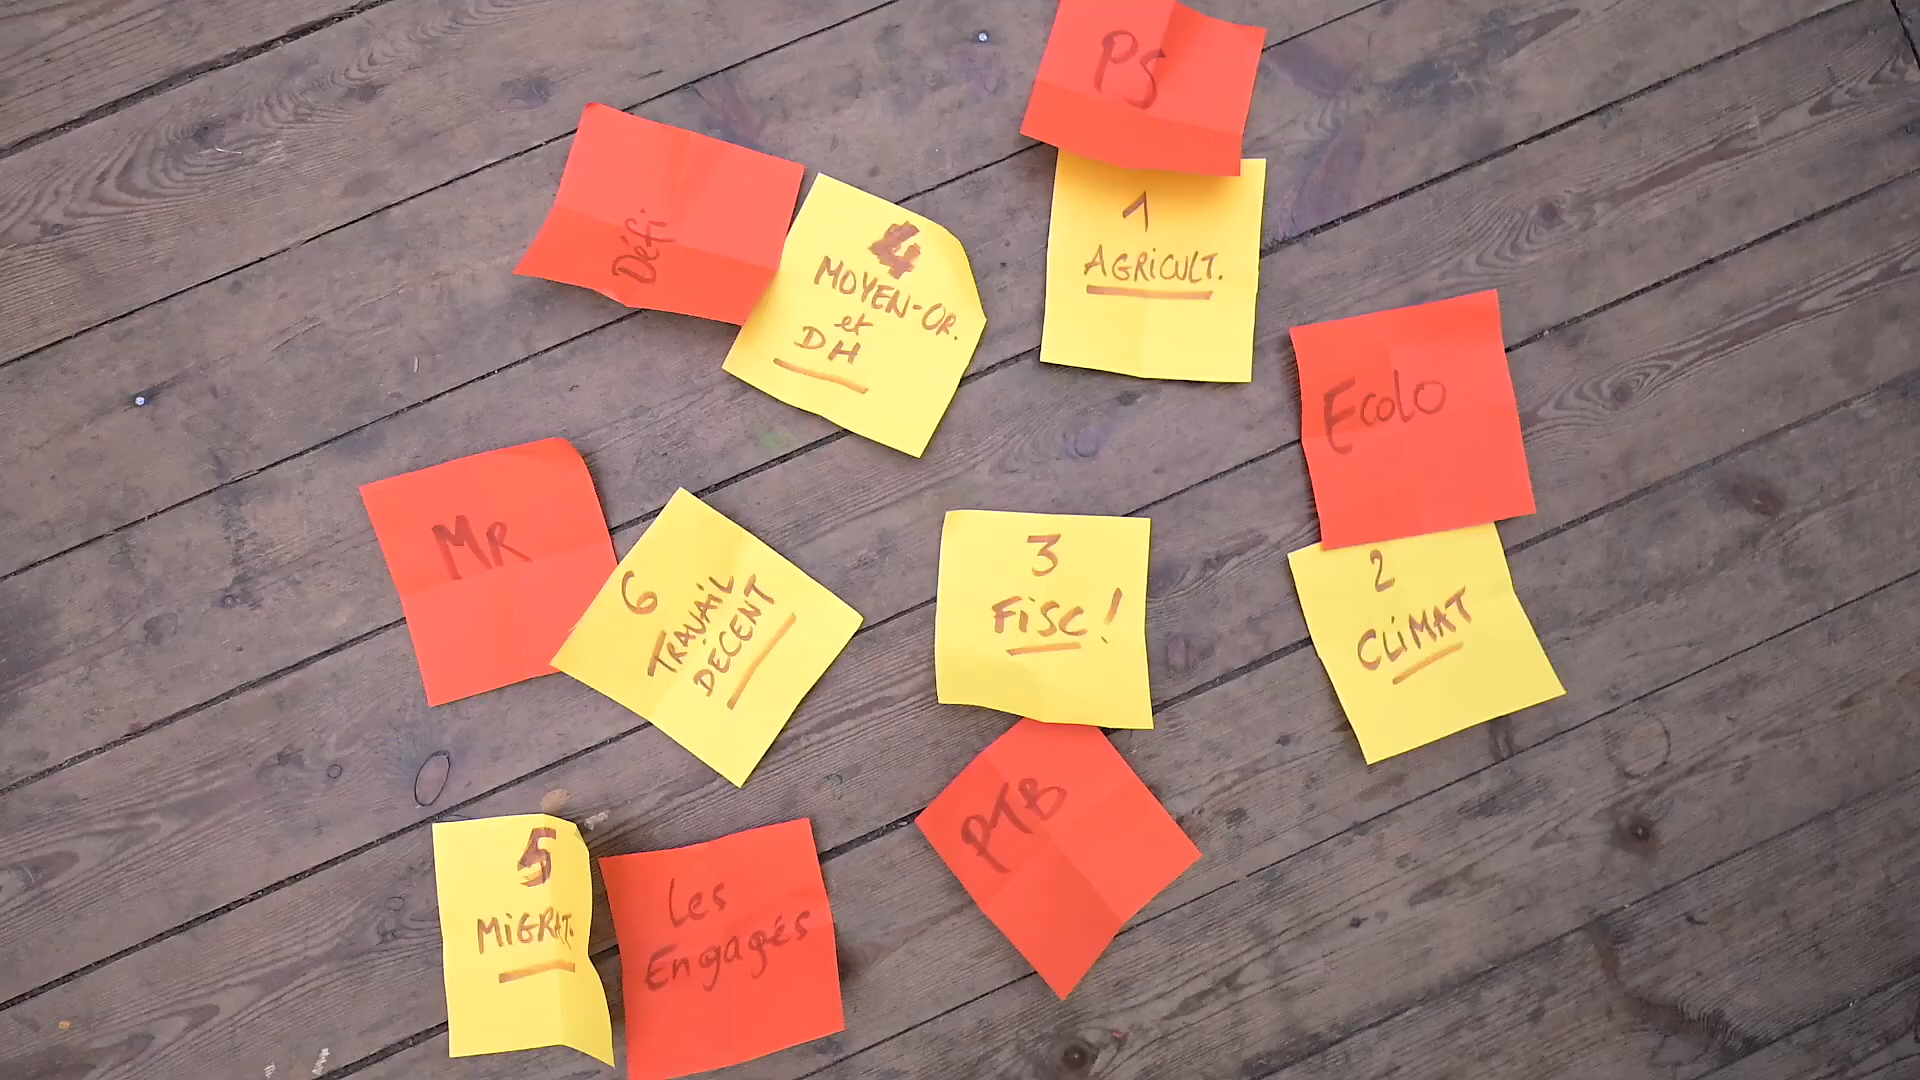 PS
1
AGRICULT.
Défi
4
MOYEN-OR.
et
DH
Ecolo
2
CLIMAT
MR
6
TRAVAIL
DÉCENT
3
FISC !
PTB
5
MIGRAT.
Les
Engagés